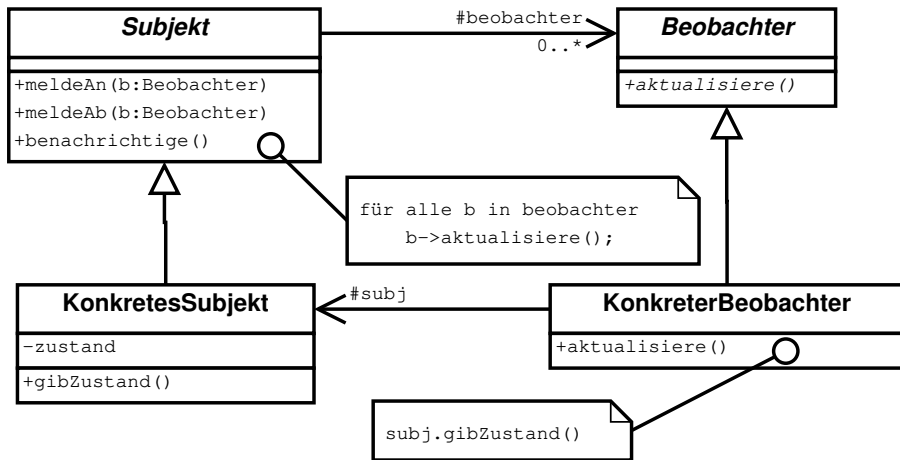 Subjekt
+meldeAn(b:Beobachter)
+meldeAb(b:Beobachter)
+benachrichtige()
#beobachter
0..*
Beobachter
+aktualisiere()
für alle b in beobachter
b->aktualisiere();
KonkretesSubjekt
-zustand
+gibZustand()
#subj
KonkreterBeobachter
+aktualisiere()
subj.gibZustand()